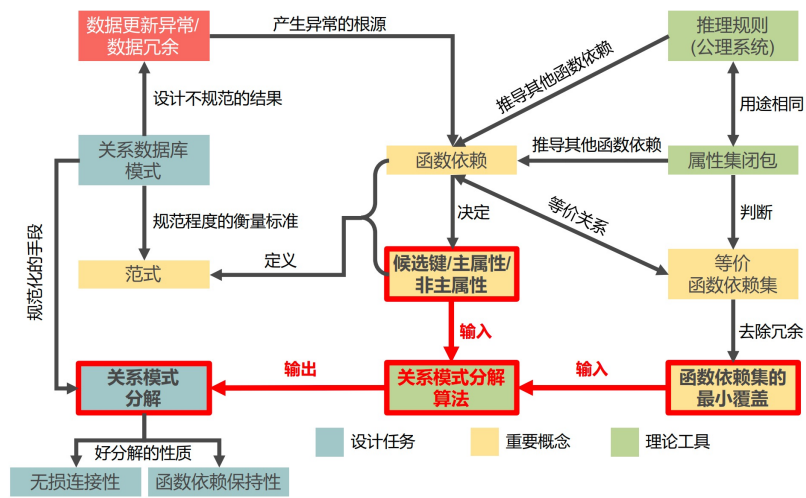 数据更新异常/
数据冗余
产生异常的根源
推理规则
(公理系统)
推导其他函数依赖
设计不规范的结果
用途相同
关系数据库
模式
函数依赖
推导其他函数依赖
属性集闭包
规范化的手段
规范程度的衡量标准
决定
等价关系
判断
范式
定义
候选键/主属性/
非主属性
等价
函数依赖集
输入
去除冗余
关系模式
分解
输出
关系模式分解
算法
输入
函数依赖集的
最小覆盖
好分解的性质
设计任务
重要概念
理论工具
无损连接性
函数依赖保持性